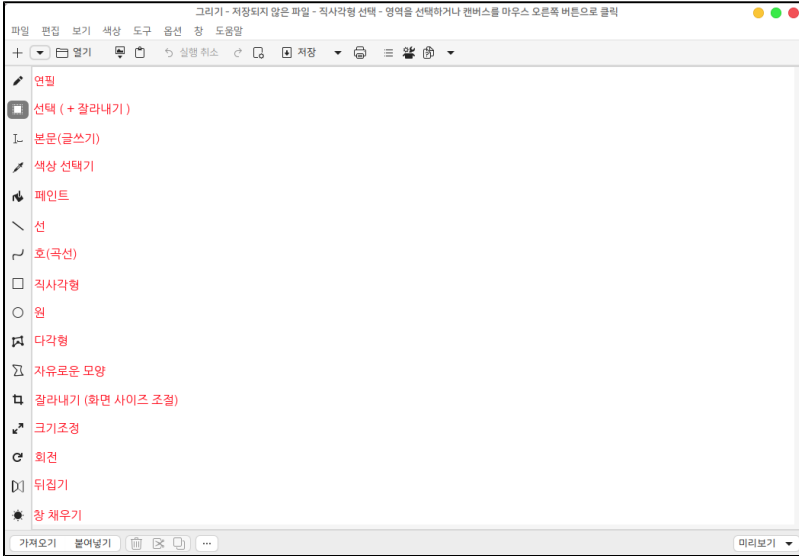 그리기 - 저장되지 않은 파일 - 직사각형 선택 - 영역을 선택하거나 캔버스를 마우스 오른쪽 버튼으로 클릭
파일 편집 보기 색상 도구 옵션 창 도움말
열기 실행 취소 저장
연필
선택 ( + 잘라내기 )
본문(글쓰기)
색상 선택기
페인트
선
호(곡선)
직사각형
원
다각형
자유로운 모양
잘라내기 (화면 사이즈 조절)
크기조정
회전
뒤집기
창 채우기
가져오기 붙여넣기 ... 미리보기